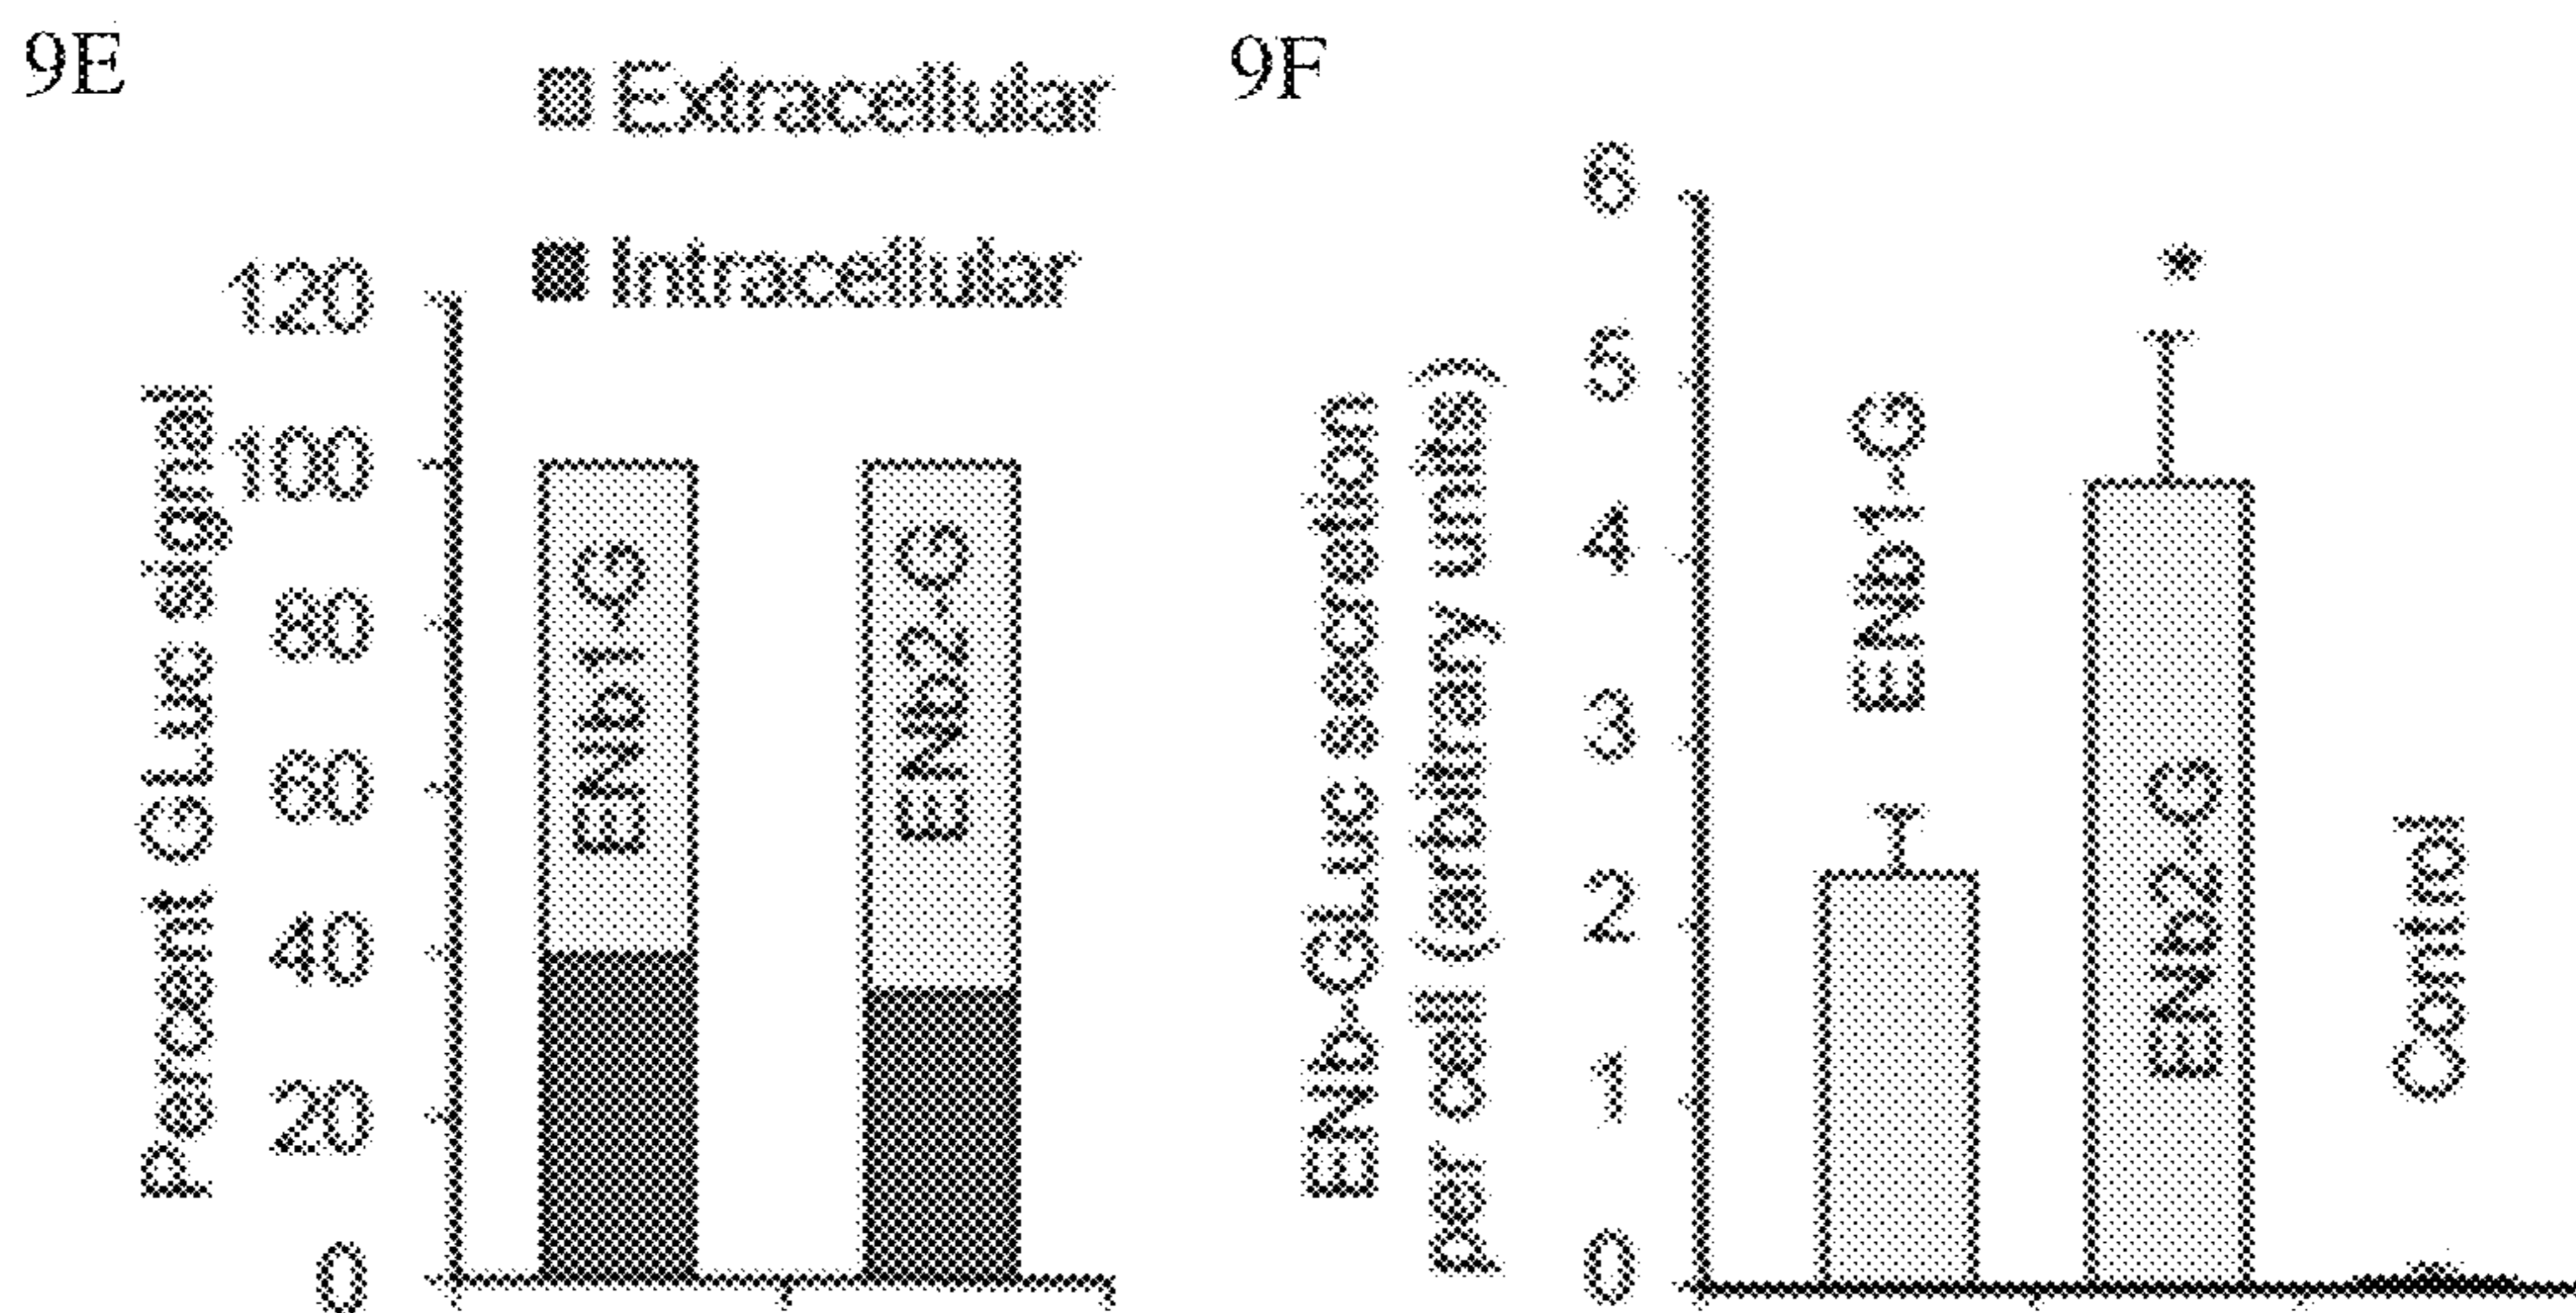 9E
Extracellular
Intracellular
Percent GLuc signal
120
100
80
60
40
20
0
ENb1-G
ENb2-G
9F
ENb-GLuc secretion
per cell (arbitrary units)
6
5
4
3
2
1
0
ENb1-G
*
ENb2-G
Control